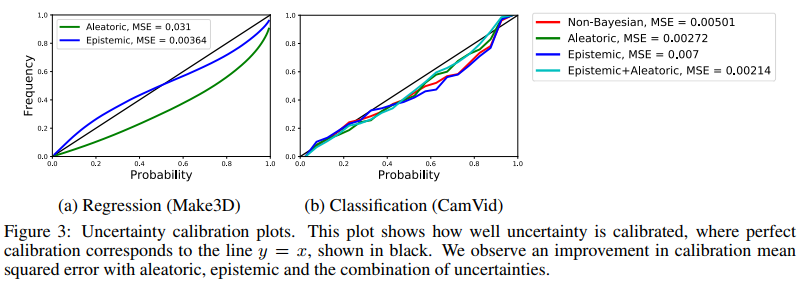 Aleatoric, MSE = 0,031
Epistemic, MSE = 0.00364
Frequency
1.0
0.8
0.6
0.4
0.2
0.0
0.0 0.2 0.4 0.6 0.8 1.0
Probability
1.0
0.8
0.6
0.4
0.2
0.0
0.0 0.2 0.4 0.6 0.8 1.0
Probability
Non-Bayesian, MSE = 0.00501
Aleatoric, MSE = 0.00272
Epistemic, MSE = 0.007
Epistemic+Aleatoric, MSE = 0.00214
(a) Regression (Make3D)
(b) Classification (CamVid)
Figure 3: Uncertainty calibration plots. This plot shows how well uncertainty is calibrated, where perfect
calibration corresponds to the line y = x, shown in black. We observe an improvement in calibration mean
squared error with aleatoric, epistemic and the combination of uncertainties.